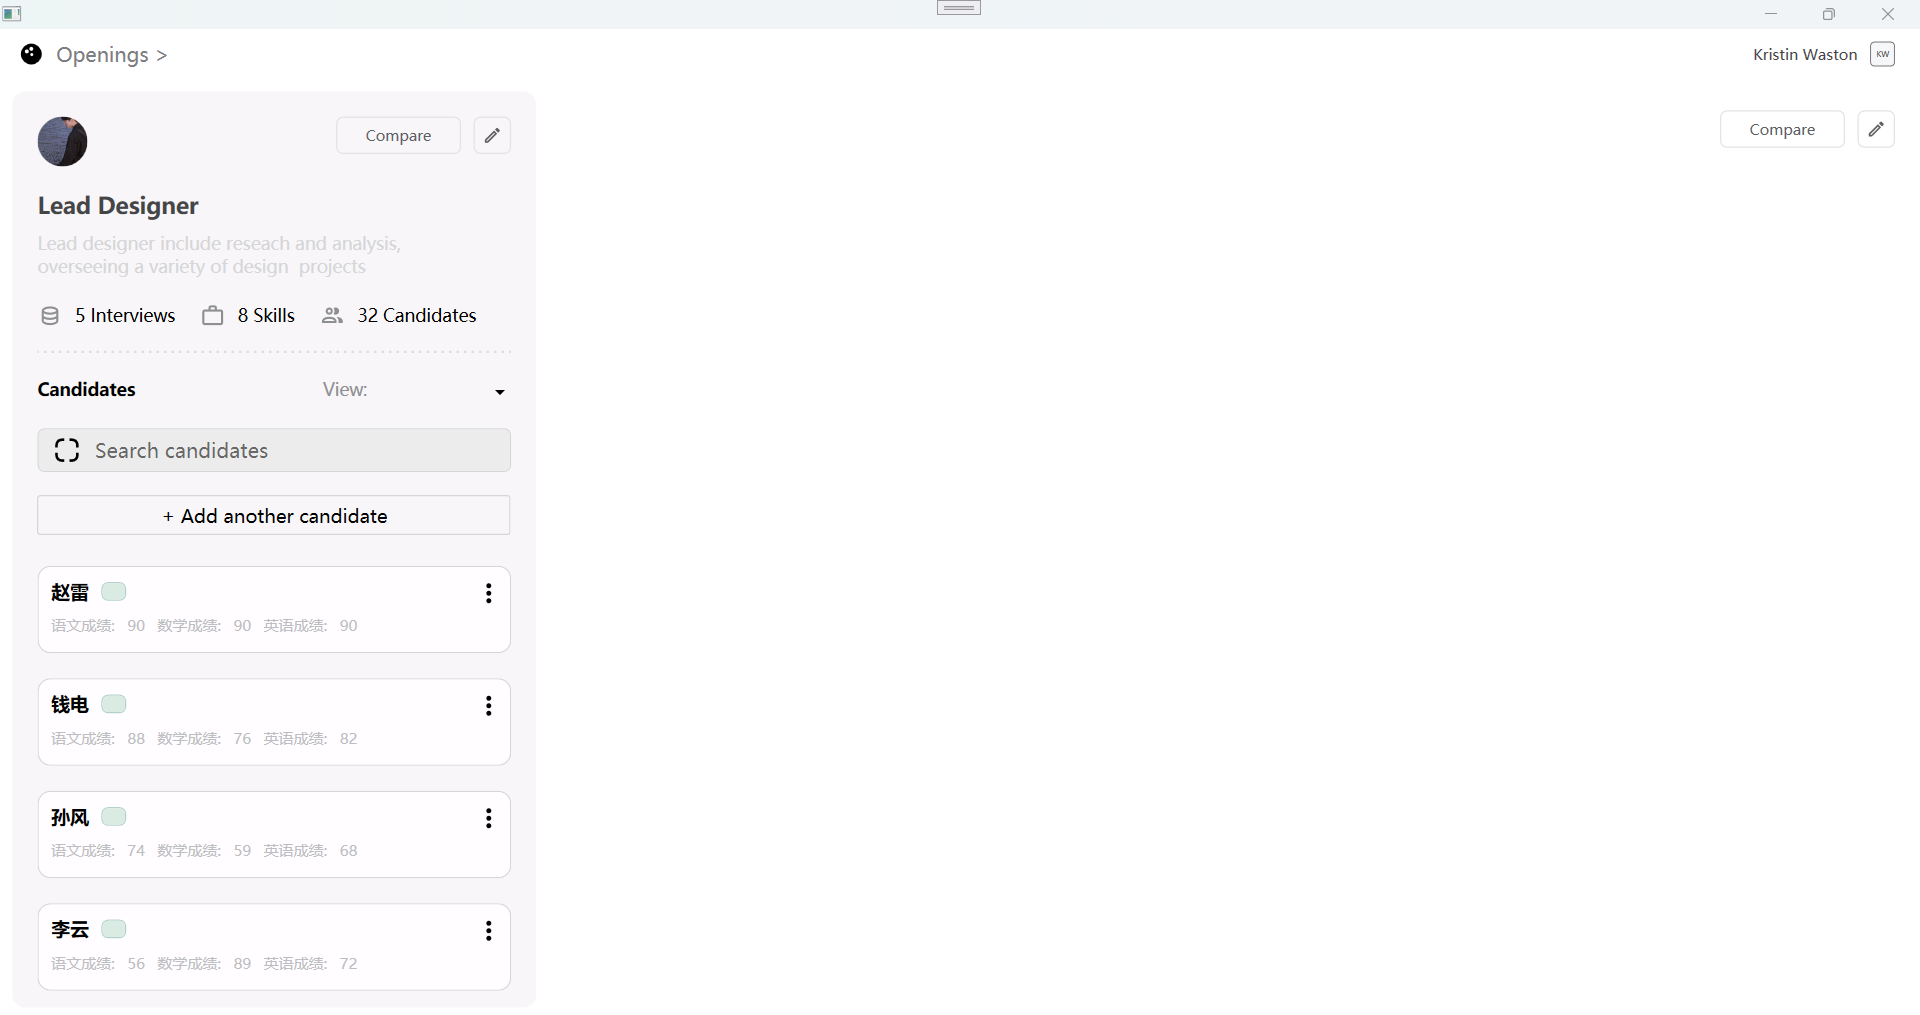 Openings >
Kristin Waston KW
Compare
Compare
Lead Designer
Lead designer include reseach and analysis,
overseeing a variety of design projects
5 Interviews 8 Skills 32 Candidates
Candidates View:
Search candidates
+ Add another candidate
赵雷
语文成绩: 90 数学成绩: 90 英语成绩: 90
钱电
语文成绩: 88 数学成绩: 76 英语成绩: 82
孙风
语文成绩: 74 数学成绩: 59 英语成绩: 68
李云
语文成绩: 56 数学成绩: 89 英语成绩: 72